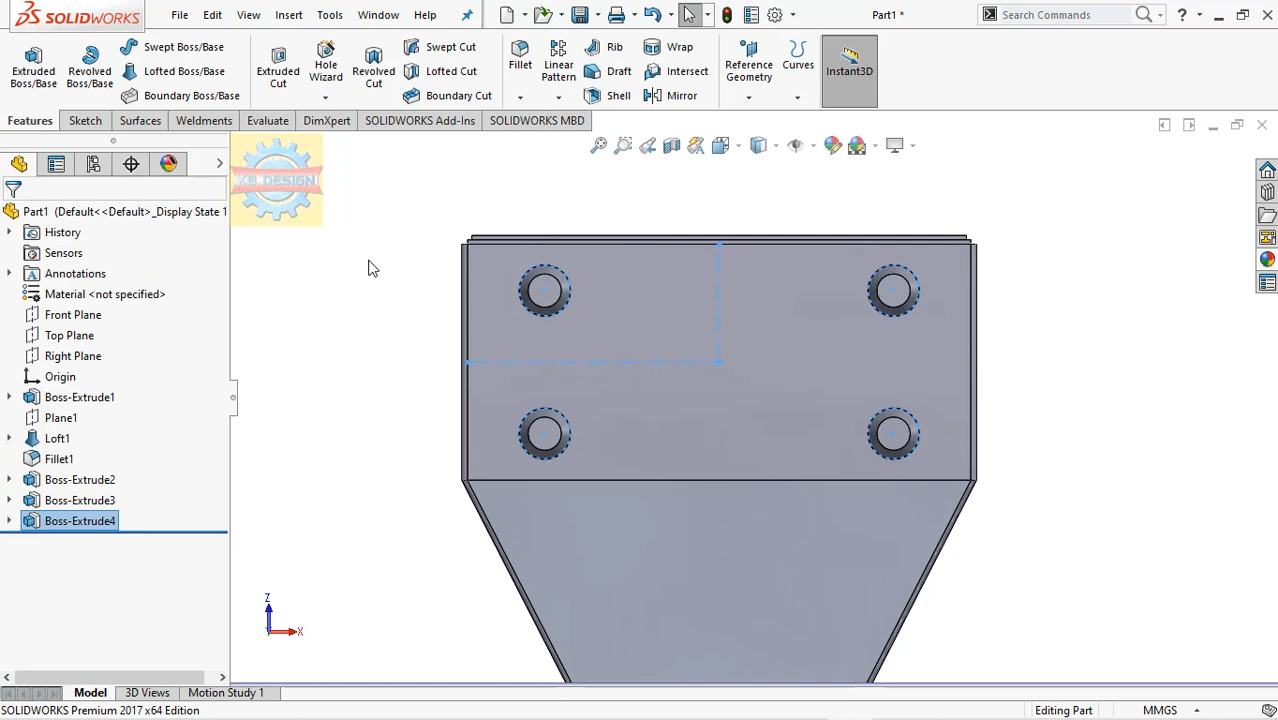 SOLIDWORKS File Edit View Insert Tools Window Help Part1 * Search Commands ?
Extruded Boss/Base
Revolved Boss/Base
Swept Boss/Base
Lofted Boss/Base
Boundary Boss/Base
Extruded Cut
Hole Wizard
Revolved Cut
Swept Cut
Lofted Cut
Boundary Cut
Fillet
Linear Pattern
Rib
Draft
Shell
Wrap
Intersect
Mirror
Reference Geometry
Curves
Instant3D
Features Sketch Surfaces Weldments Evaluate DimXpert SOLIDWORKS Add-Ins SOLIDWORKS MBD
KB DESIGN
Part1 (Default<<Default>_Display State 1
History
Sensors
Annotations
Material <not specified>
Front Plane
Top Plane
Right Plane
Origin
Boss-Extrude1
Plane1
Loft1
Fillet1
Boss-Extrude2
Boss-Extrude3
Boss-Extrude4
Z
X
Model 3D Views Motion Study 1
SOLIDWORKS Premium 2017 x64 Edition Editing Part MMGS